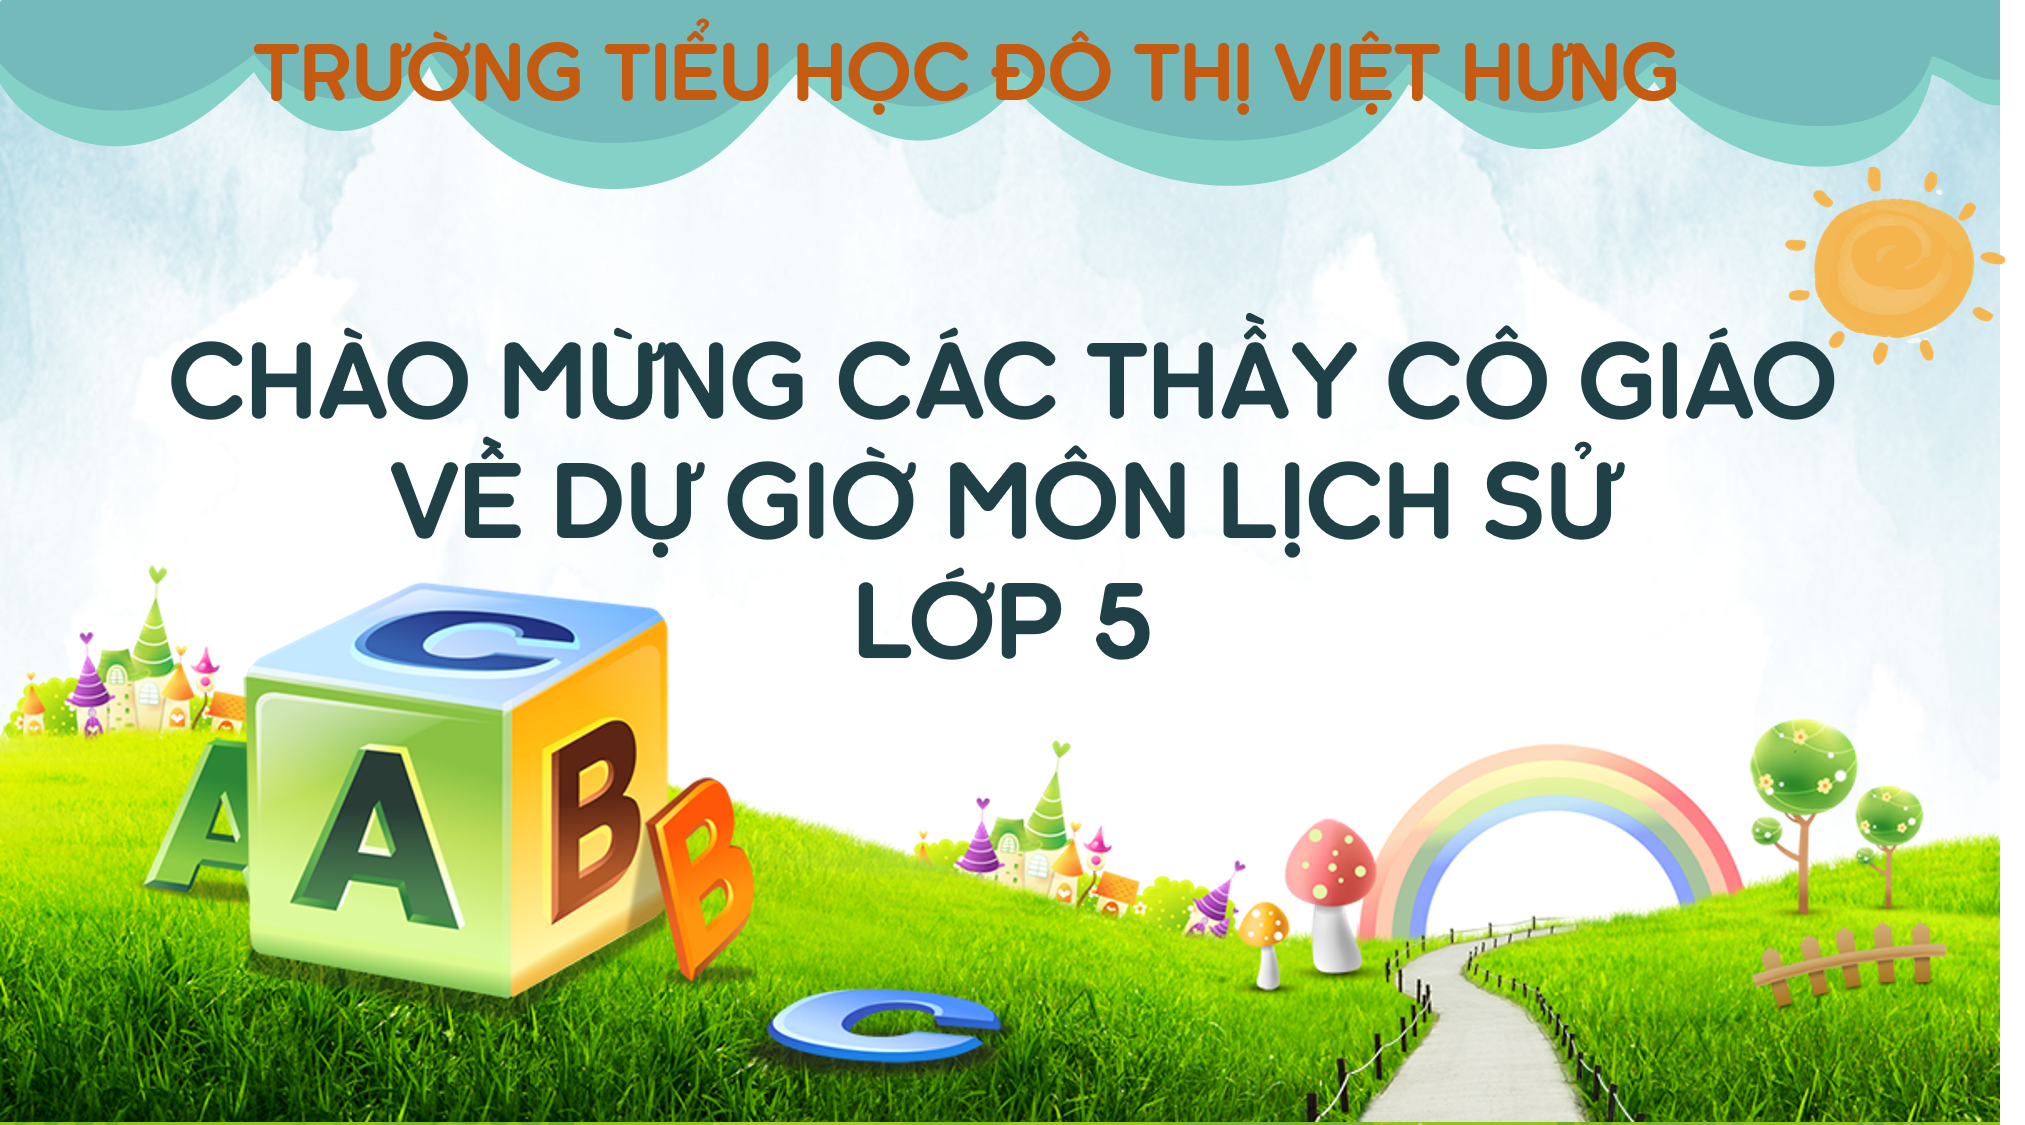 TRƯỜNG TIỂU HỌC ĐÔ THỊ VIỆT HƯNG
CHÀO MỪNG CÁC THẦY CÔ GIÁO
VỀ DỰ GIỜ MÔN LỊCH SỬ
LỚP 5
C
A
A
B
B
C